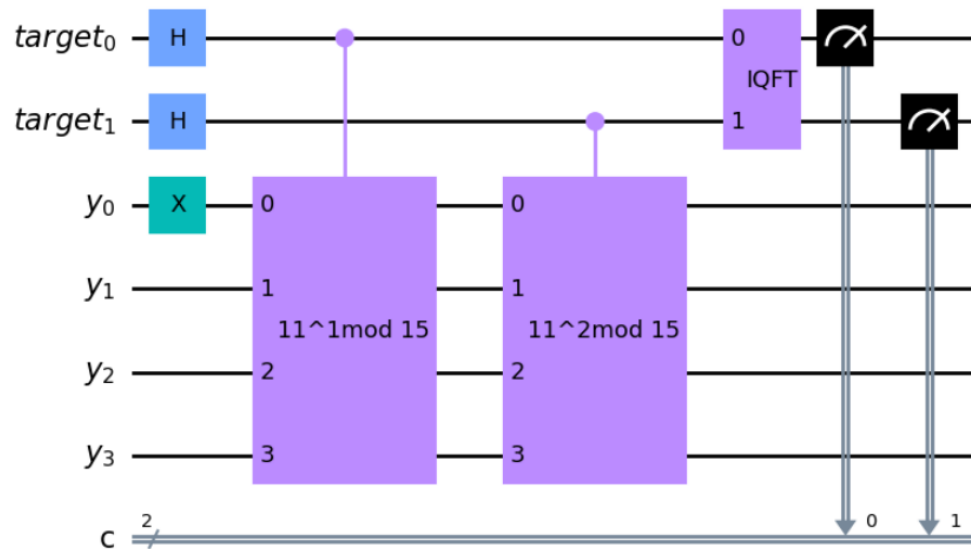 target0 H 0
IQFT
target1 H 1
y0 X 0 0
y1 1 1
11^1mod 15 11^2mod 15
y2 2 2
y3 3 3
2 0 1
c